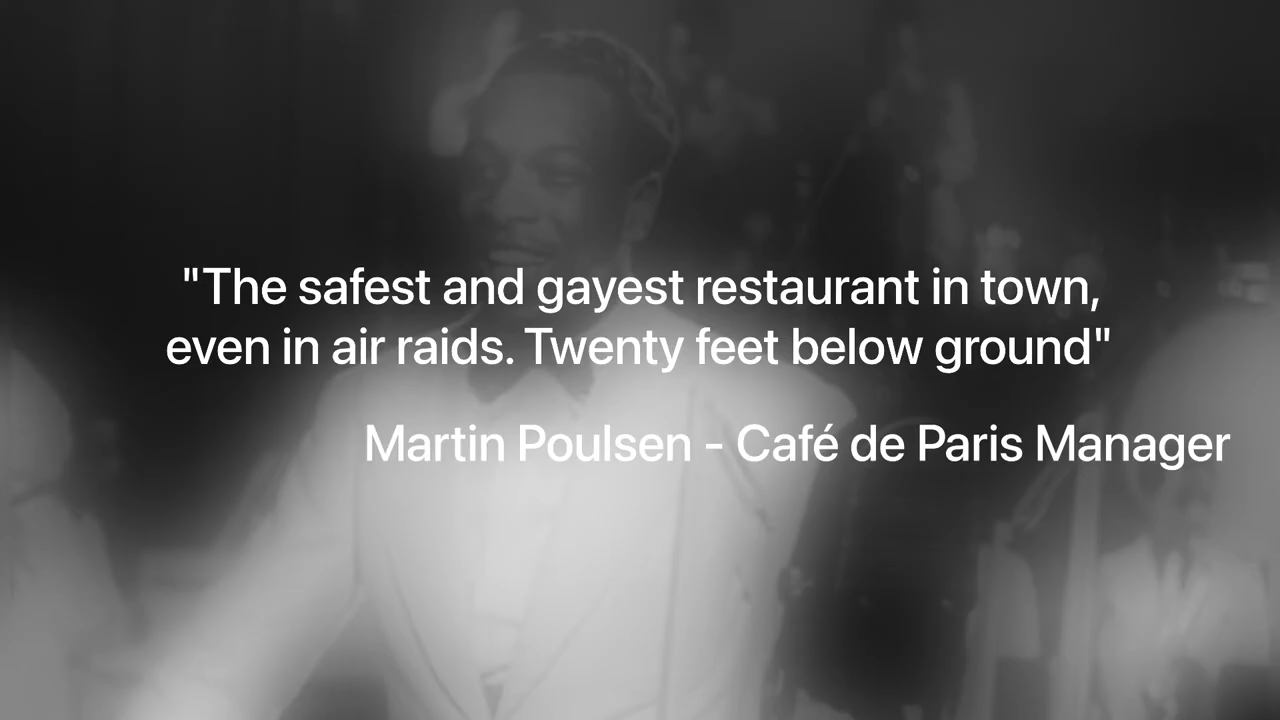 "The safest and gayest restaurant in town,
even in air raids. Twenty feet below ground"
Martin Poulsen - Café de Paris Manager